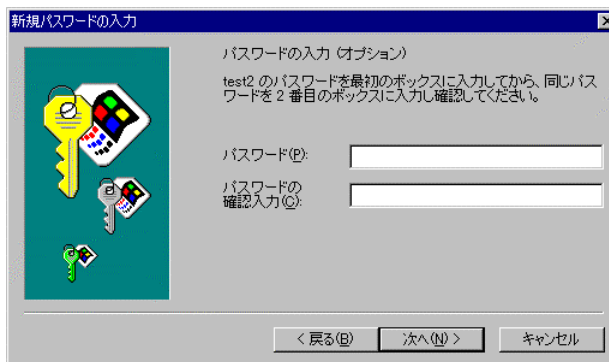 新規パスワードの入力
パスワードの入力 (オプション)
test2 のパスワードを最初のボックスに入力してから、同じパス
ワードを 2 番目のボックスに入力し確認してください。
パスワード(P):
パスワードの
確認入力(C):
< 戻る(B)
次へ(N) >
キャンセル